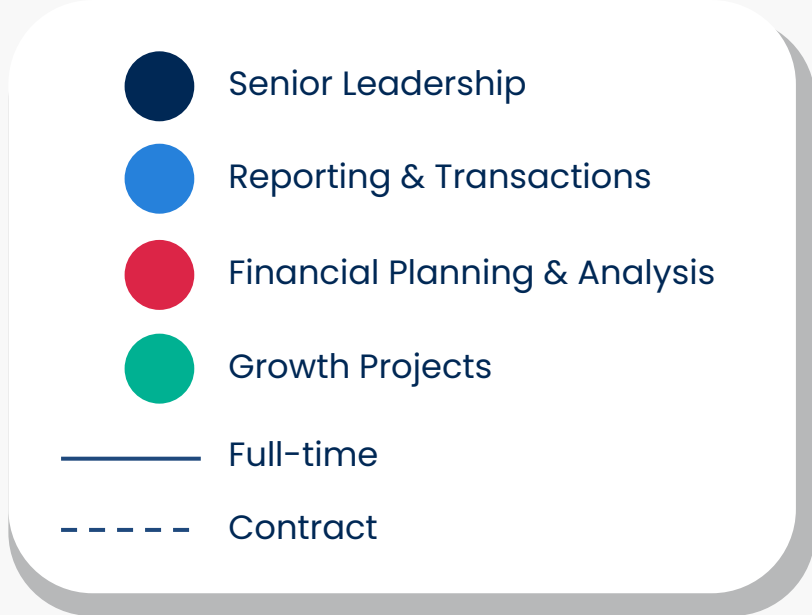 Senior Leadership
Reporting & Transactions
Financial Planning & Analysis
Growth Projects
Full-time
Contract